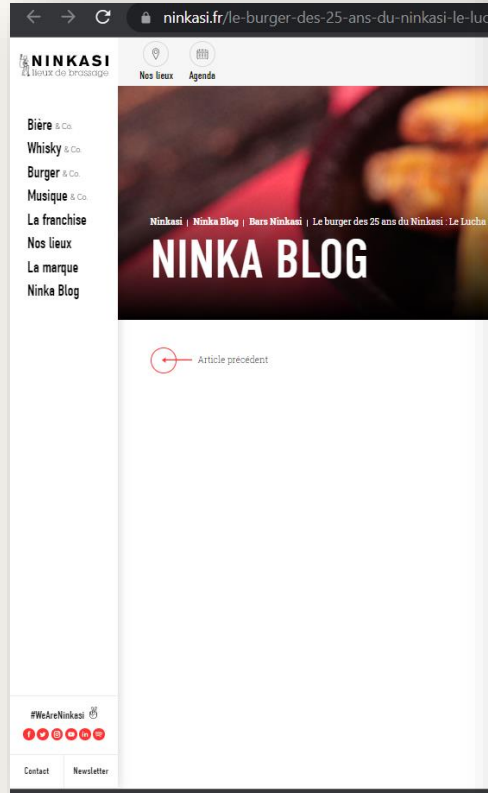 ninkasi.fr/le-burger-des-25-ans-du-ninkasi-le-luc
NINKASI
lieux de brassage
Nos lieux
Agenda
Bière & Co.
Whisky & Co.
Burger & Co.
Musique & Co.
La franchise
Nos lieux
La marque
Ninka Blog
Ninkasi | Ninka Blog | Bars Ninkasi | Le burger des 25 ans du Ninkasi : Le Lucha
NINKA BLOG
Article précédent
#WeAreNinkasi
Contact
Newsletter